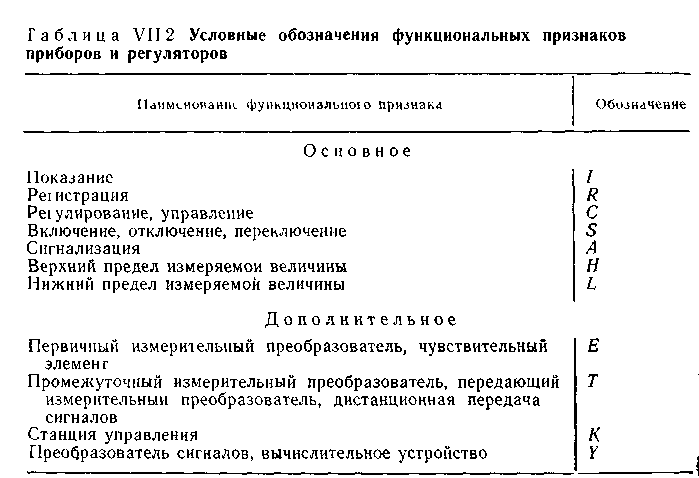 Таблица VII 2 Условные обозначения функциональных признаков
приборов и регуляторов
Наименование функционального признака Обозначение
Основное
Показание I
Регистрация R
Регулирование, управление C
Включение, отключение, переключение S
Сигнализация A
Верхний предел измеряемой величины H
Нижний предел измеряемой величины L
Дополнительное
Первичный измерительный преобразователь, чувствительный E
элемент
Промежуточный измерительный преобразователь, передающий T
измерительный преобразователь, дистанционная передача
сигналов
Станция управления K
Преобразователь сигналов, вычислительное устройство Y